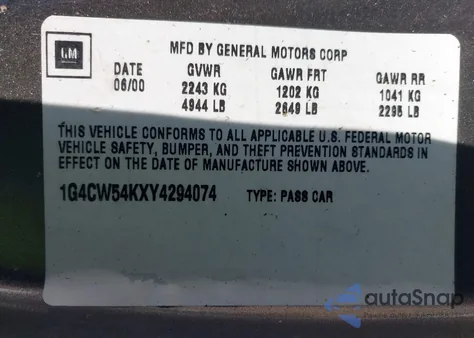 GM
MFD BY GENERAL MOTORS CORP
DATE GVWR GAWR FRT GAWR RR
06/00 2243 KG 1202 KG 1041 KG
4944 LB 2649 LB 2295 LB
THIS VEHICLE CONFORMS TO ALL APPLICABLE U.S. FEDERAL MOTOR
VEHICLE SAFETY, BUMPER, AND THEFT PREVENTION STANDARDS IN
EFFECT ON THE DATE OF MANUFACTURE SHOWN ABOVE.
1G4CW54KXY4294074 TYPE: PASS CAR
autoSnap